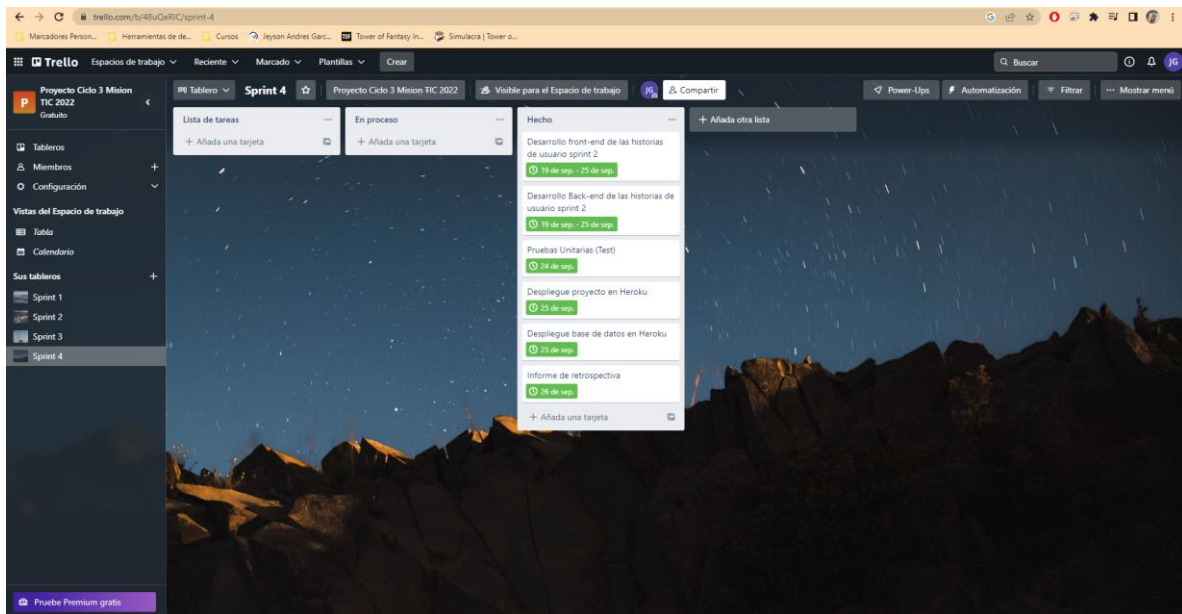 trello.com/b/48uQeRIC/sprint-4
Marcadores Person... Herramientas de de... Cursos Jeyson Andres Garc... Tower of Fantasy In... Simulacra | Tower o...
Trello Espacios de trabajo Reciente Marcado Plantillas Crear Buscar JG
P Proyecto Ciclo 3 Mision
TIC 2022
Gratuito
Tablero Sprint 4 Proyecto Ciclo 3 Mision TIC 2022 Visible para el Espacio de trabajo JG Compartir Power-Ups Automatización Filtrar ... Mostrar menú
Tableros
Miembros +
Configuración
Vistas del Espacio de trabajo
Tabla
Calendario
Sus tableros +
Sprint 1
Sprint 2
Sprint 3
Sprint 4
Pruebe Premium gratis
Lista de tareas ...
+ Añada una tarjeta
En proceso ...
+ Añada una tarjeta
Hecho ...
Desarrollo front-end de las historias
de usuario sprint 2
19 de sep. - 25 de sep.
Desarrollo Back-end de las historias de
usuario sprint 2
19 de sep. - 25 de sep.
Pruebas Unitarias (Test)
24 de sep.
Despliegue proyecto en Heroku
25 de sep.
Despliegue base de datos en Heroku
25 de sep.
Informe de retrospectiva
26 de sep.
+ Añada una tarjeta
+ Añada otra lista